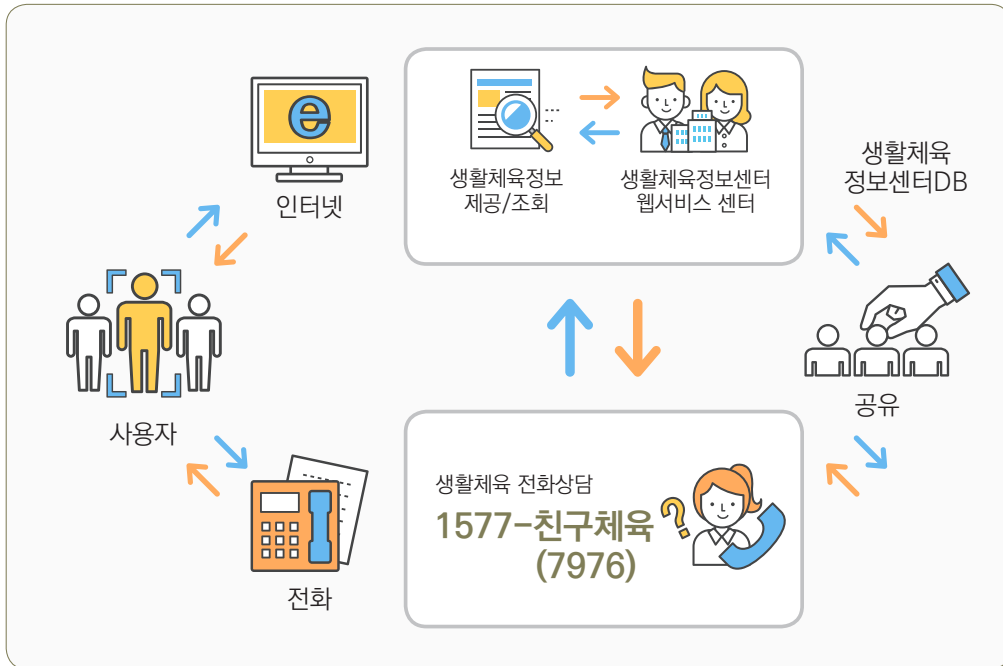 e
인터넷
생활체육정보
제공/조회
생활체육정보센터
웹서비스 센터
생활체육
정보센터DB
사용자
공유
전화
생활체육 전화상담
1577-친구체육
(7976)
?